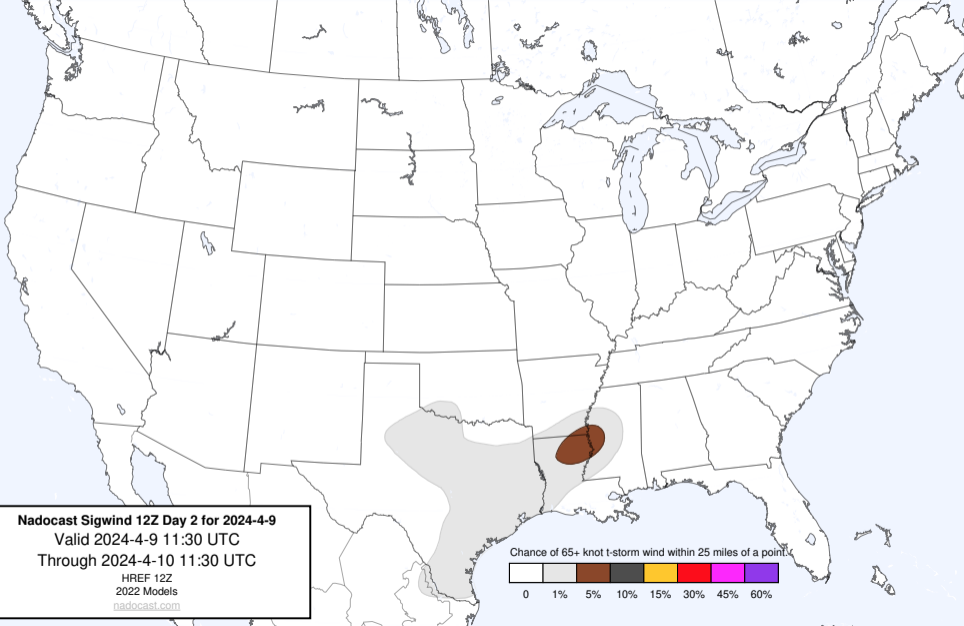 Nadocast Sigwind 12Z Day 2 for 2024-4-9
Valid 2024-4-9 11:30 UTC
Through 2024-4-10 11:30 UTC
HREF 12Z
2022 Models
nadocast.com
Chance of 65+ knot t-storm wind within 25 miles of a point.
0 1% 5% 10% 15% 30% 45% 60%